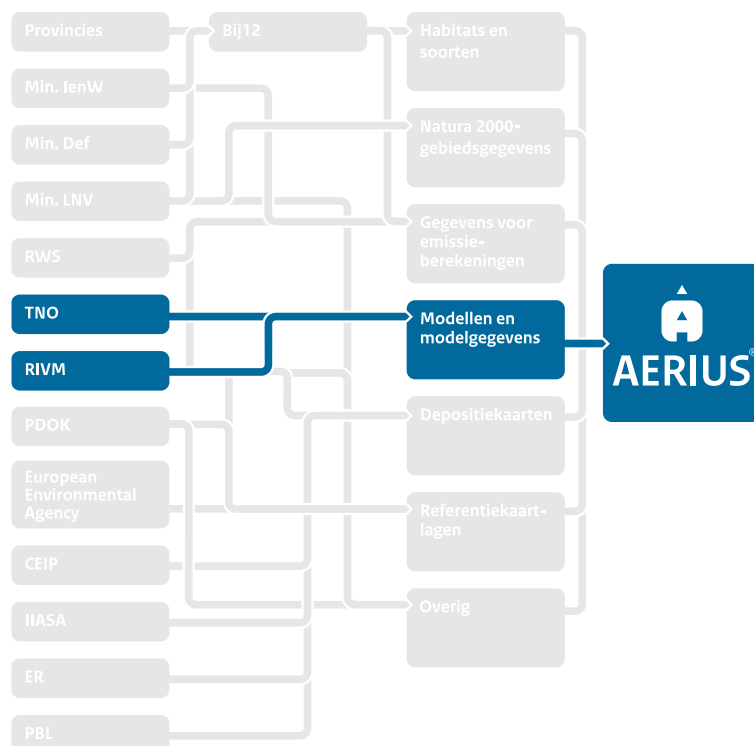 Provincies
Min. IenW
Min. Def
Min. LNV
RWS
TNO
RIVM
PDOK
European
Environmental
Agency
CEIP
IIASA
ER
PBL
Bij12
Habitats en
soorten
Natura 2000-
gebiedsgegevens
Gegevens voor
emissie-
berekeningen
Modellen en
modelgegevens
Depositiekaarten
Referentiekaart-
lagen
Overig
A
AERIUS®